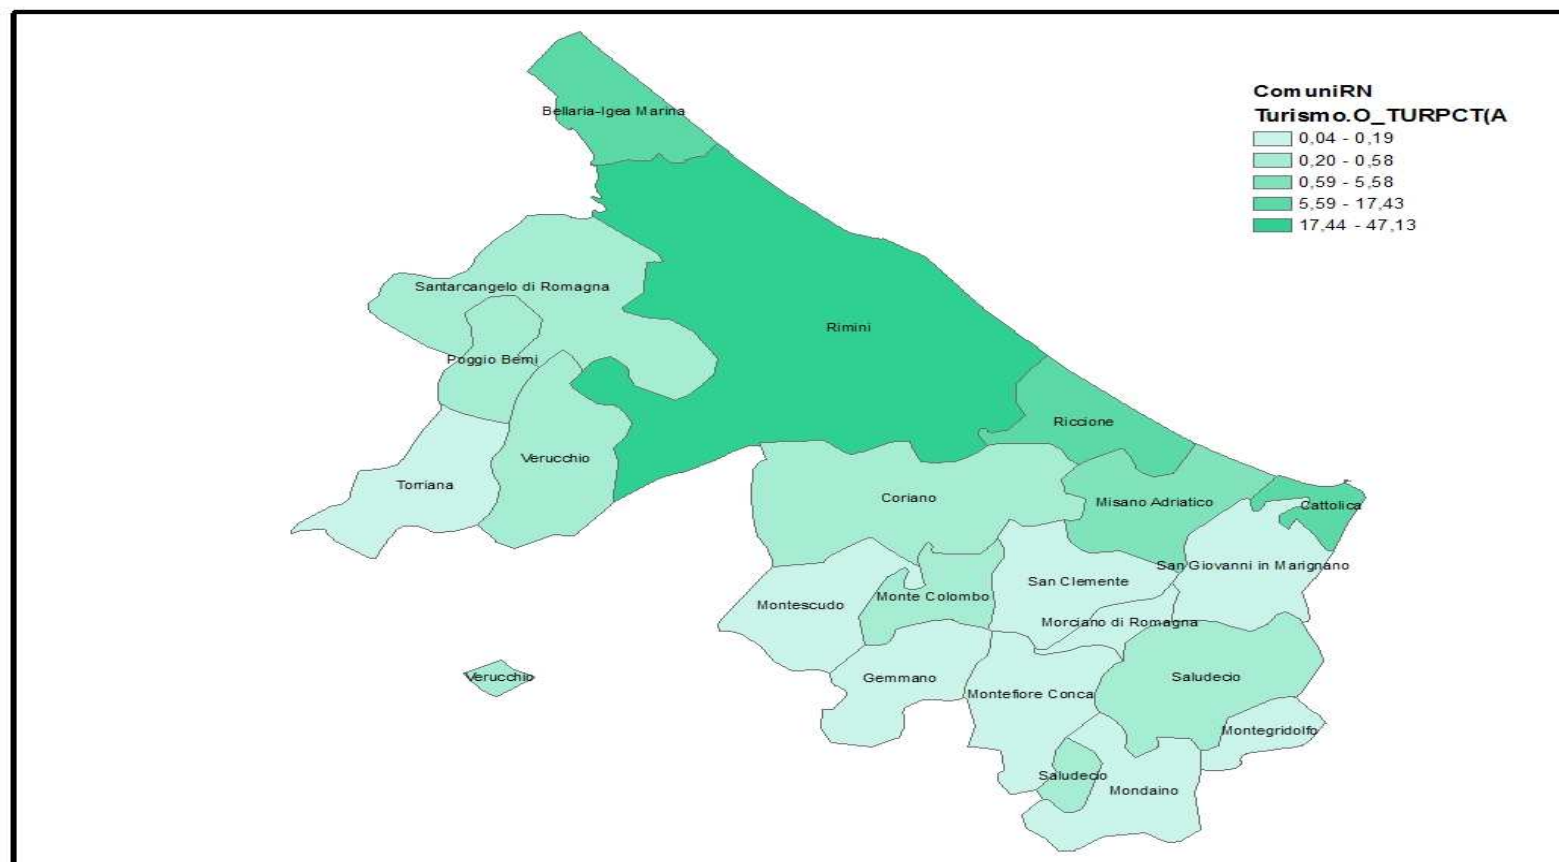 ComuniRN
Turismo.O_TURPCT(A
0,04 - 0,19
0,20 - 0,58
0,59 - 5,58
5,59 - 17,43
17,44 - 47,13
Bellaria-Igea Marina
Santarcangelo di Romagna
Rimini
Poggio Berni
Riccione
Verucchio
Torriana
Coriano
Misano Adriatico
Cattolica
San Giovanni in Marignano
San Clemente
Monte Colombo
Montescudo
Morciano di Romagna
Verucchio
Gemmano
Saludecio
Montefiore Conca
Montegridolfo
Saludecio
Mondaino